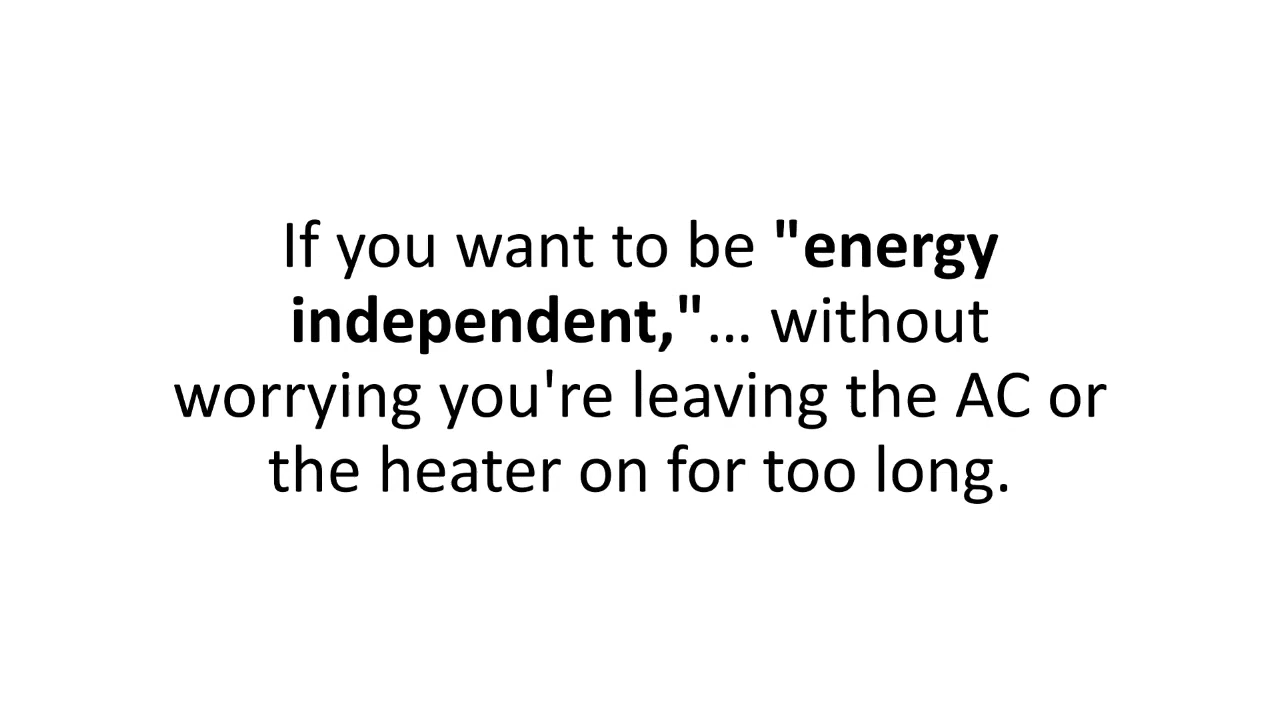 If you want to be "energy
independent,"... without
worrying you're leaving the AC or
the heater on for too long.